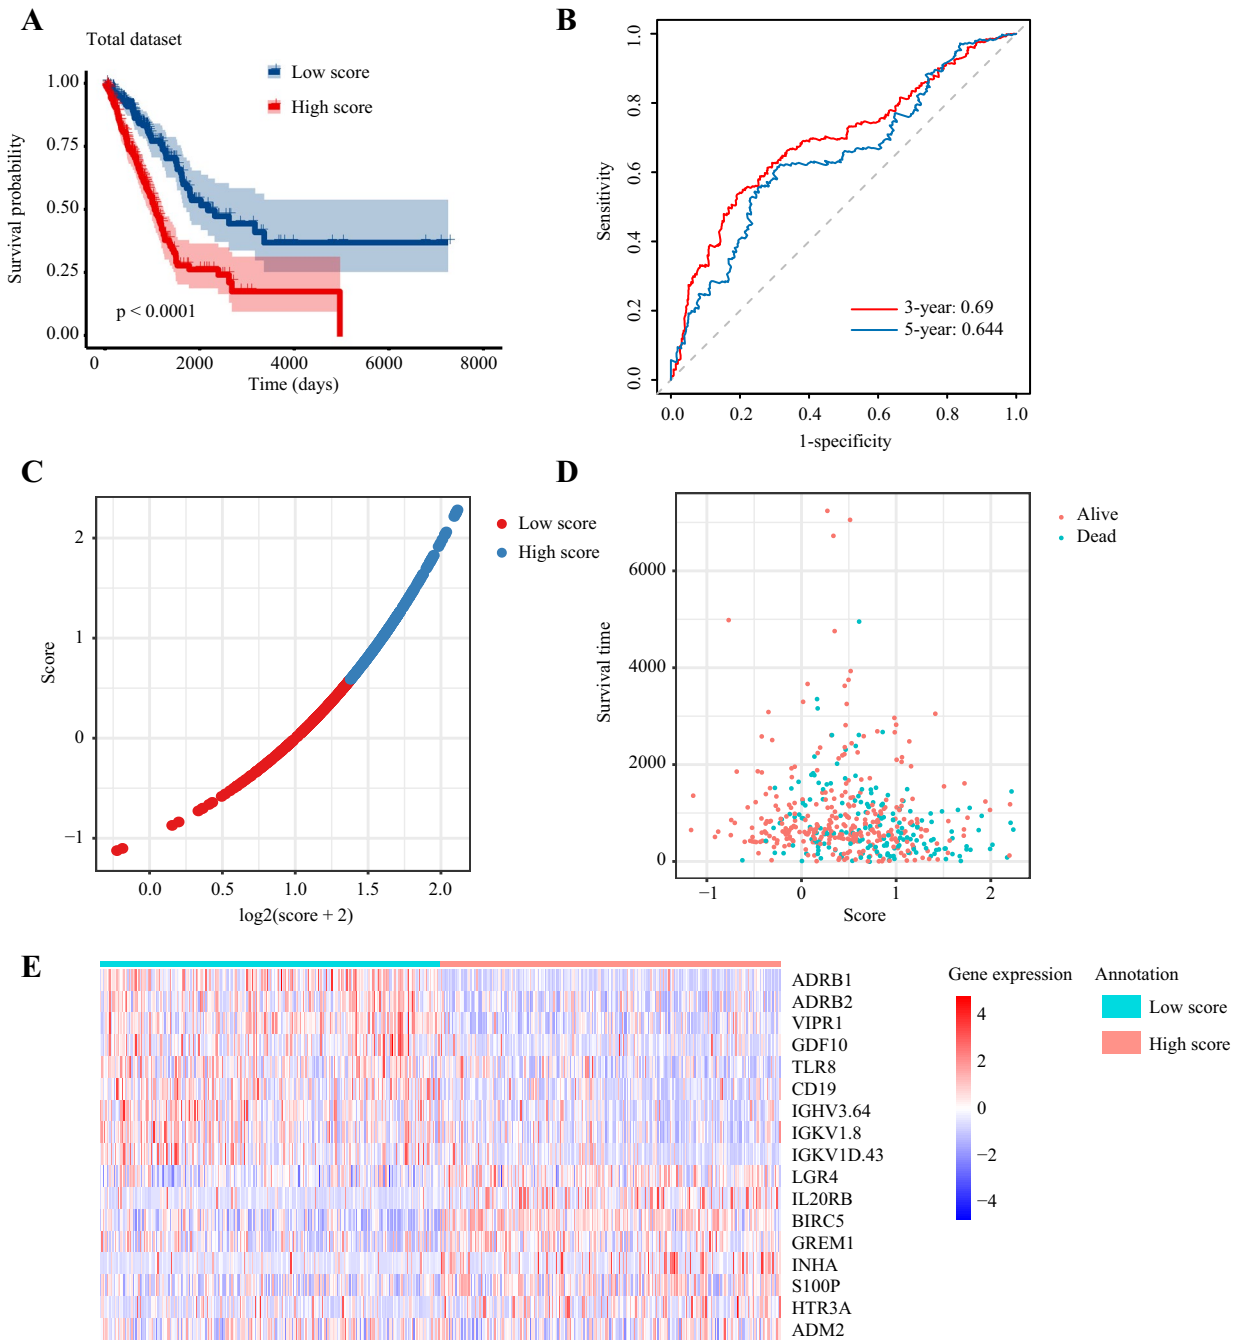 A
Total dataset
Low score
High score
Survival probability
1.00
0.75
0.50
0.25
0.00
p < 0.0001
0 2000 4000 6000 8000
Time (days)
B
Sensitivity
1.0
0.8
0.6
0.4
0.2
0.0
3-year: 0.69
5-year: 0.644
0.0 0.2 0.4 0.6 0.8 1.0
1-specificity
C
Score
2
1
0
−1
0.0 0.5 1.0 1.5 2.0
log2(score + 2)
Low score
High score
D
Survival time
6000
4000
2000
0
−1 0 1 2
Score
Alive
Dead
E
ADRB1
ADRB2
VIPR1
GDF10
TLR8
CD19
IGHV3.64
IGKV1.8
IGKV1D.43
LGR4
IL20RB
BIRC5
GREM1
INHA
S100P
HTR3A
ADM2
Gene expression
4
2
0
−2
−4
Annotation
Low score
High score